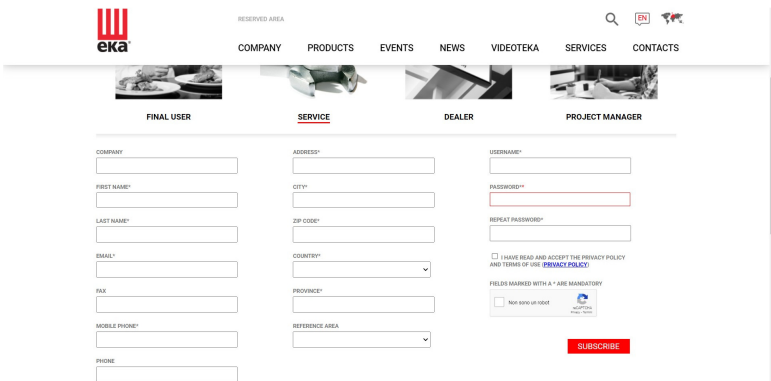 RESERVED AREA
EN
eka
COMPANY PRODUCTS EVENTS NEWS VIDEOTEKA SERVICES CONTACTS
FINAL USER SERVICE DEALER PROJECT MANAGER
COMPANY
FIRST NAME*
LAST NAME*
EMAIL*
FAX
MOBILE PHONE*
PHONE
ADDRESS*
CITY*
ZIP CODE*
COUNTRY*
PROVINCE*
REFERENCE AREA
USERNAME*
PASSWORD**
REPEAT PASSWORD*
I HAVE READ AND ACCEPT THE PRIVACY POLICY
AND TERMS OF USE (PRIVACY POLICY)
FIELDS MARKED WITH A * ARE MANDATORY
Non sono un robot
reCAPTCHA
Privacy - Termini
SUBSCRIBE